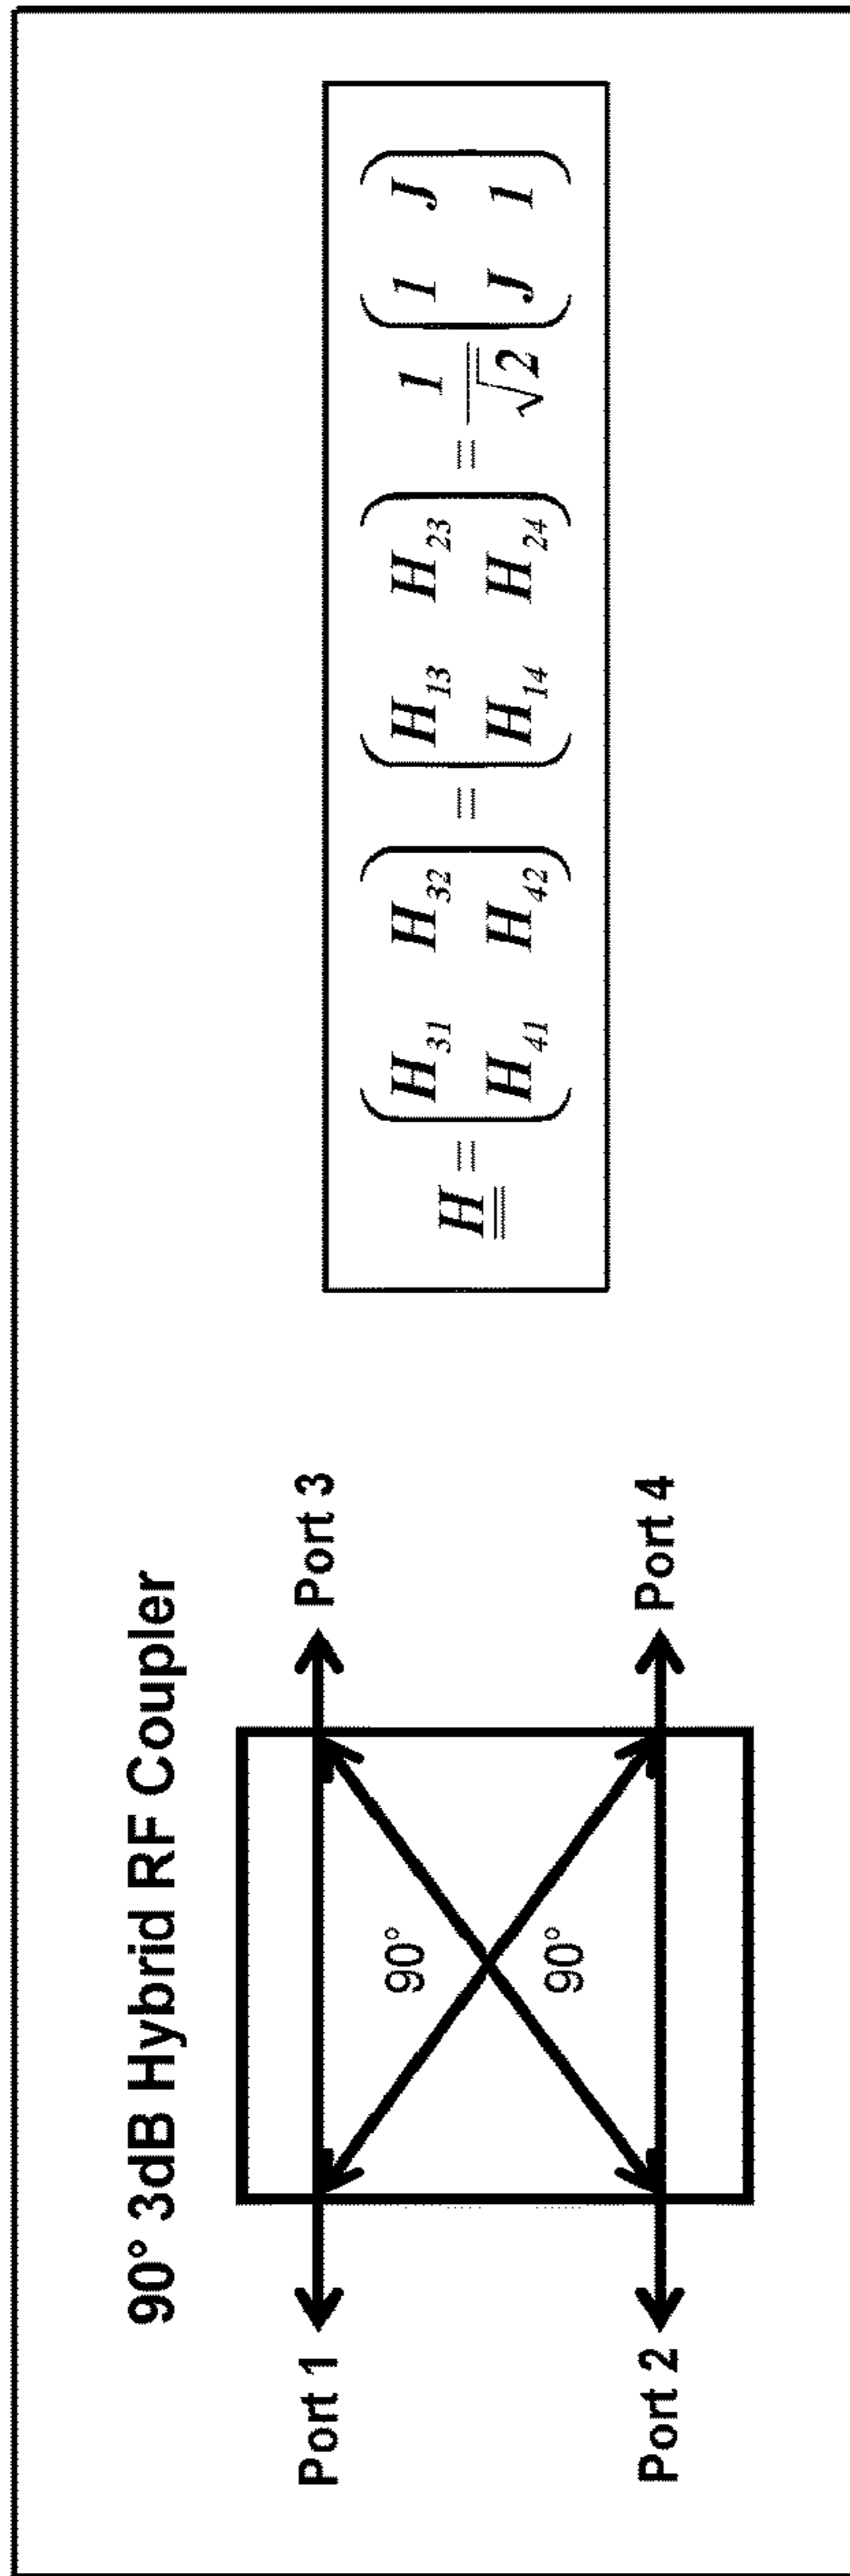 90° 3dB Hybrid RF Coupler
Port 1
Port 3
90°
90°
Port 2
Port 4
H = ( H31 H32 ) = ( H13 H23 ) = 1/√2 ( 1 J )
( H41 H42 ) ( H14 H24 ) ( J 1 )